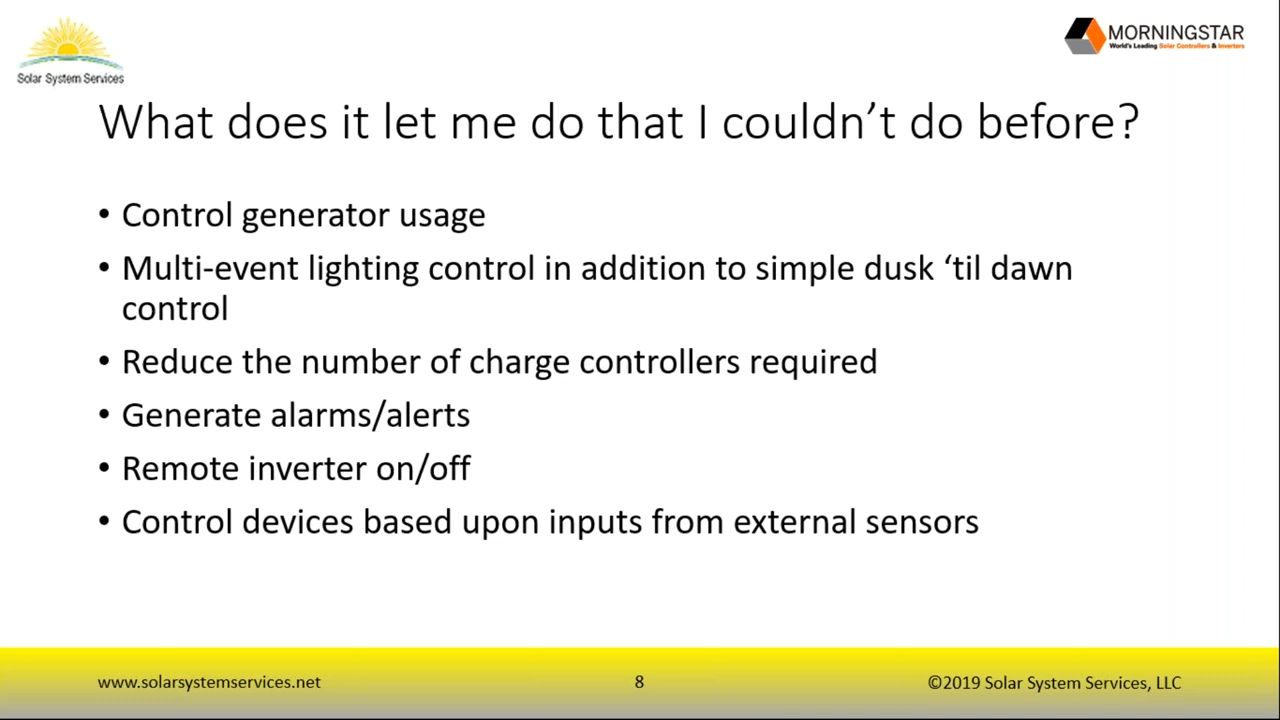 Solar System Services
MORNINGSTAR
World's Leading Solar Controllers & Inverters
What does it let me do that I couldn’t do before?
• Control generator usage
• Multi-event lighting control in addition to simple dusk ‘til dawn
control
• Reduce the number of charge controllers required
• Generate alarms/alerts
• Remote inverter on/off
• Control devices based upon inputs from external sensors
www.solarsystemservices.net
8
©2019 Solar System Services, LLC